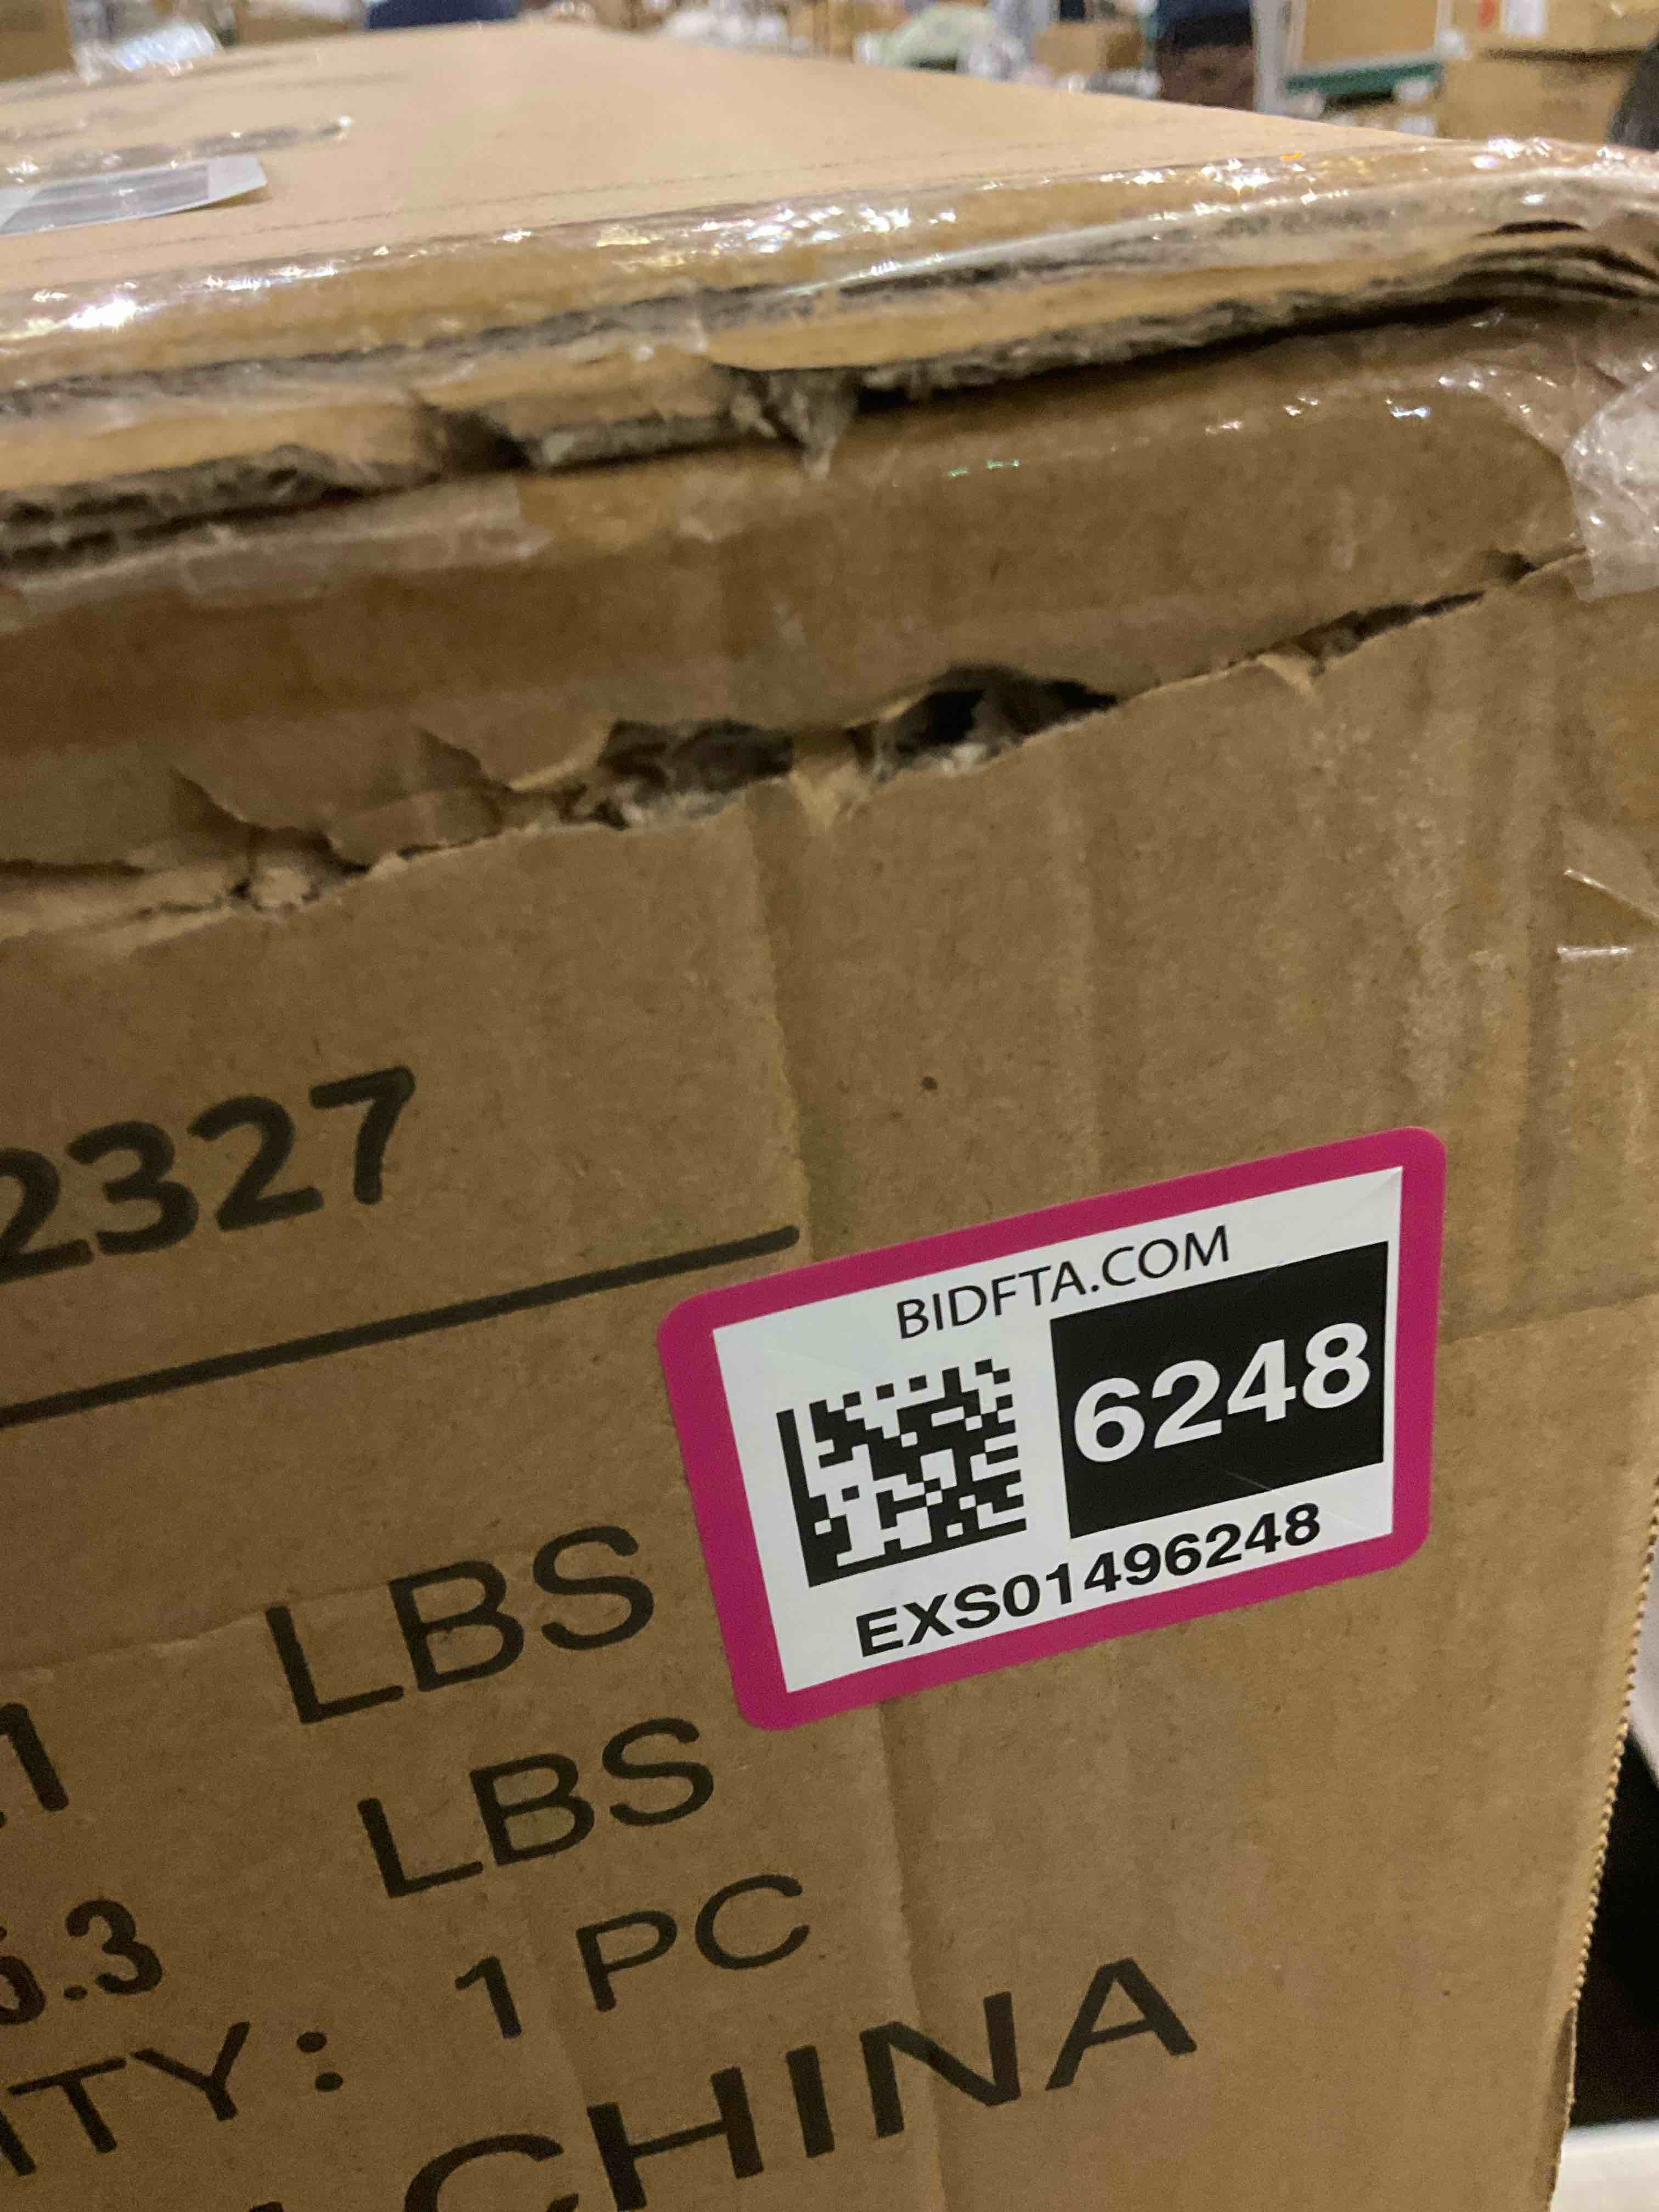 2327
BIDFTA.COM
6248
EXS01496248
LBS
LBS
1 PC
CHINA